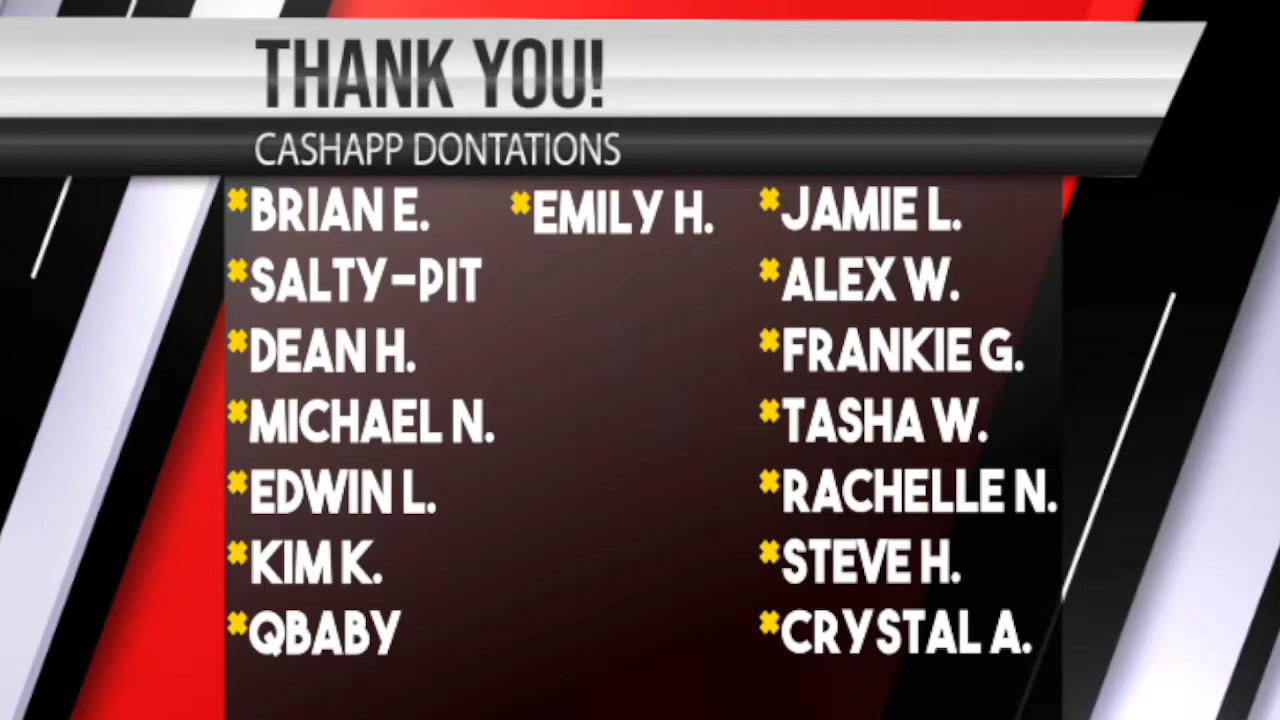 THANK YOU!
CASHAPP DONTATIONS
BRIAN E.
SALTY-PIT
DEAN H.
MICHAEL N.
EDWIN L.
KIM K.
QBABY
EMILY H.
JAMIE L.
ALEX W.
FRANKIE G.
TASHA W.
RACHELLE N.
STEVE H.
CRYSTAL A.